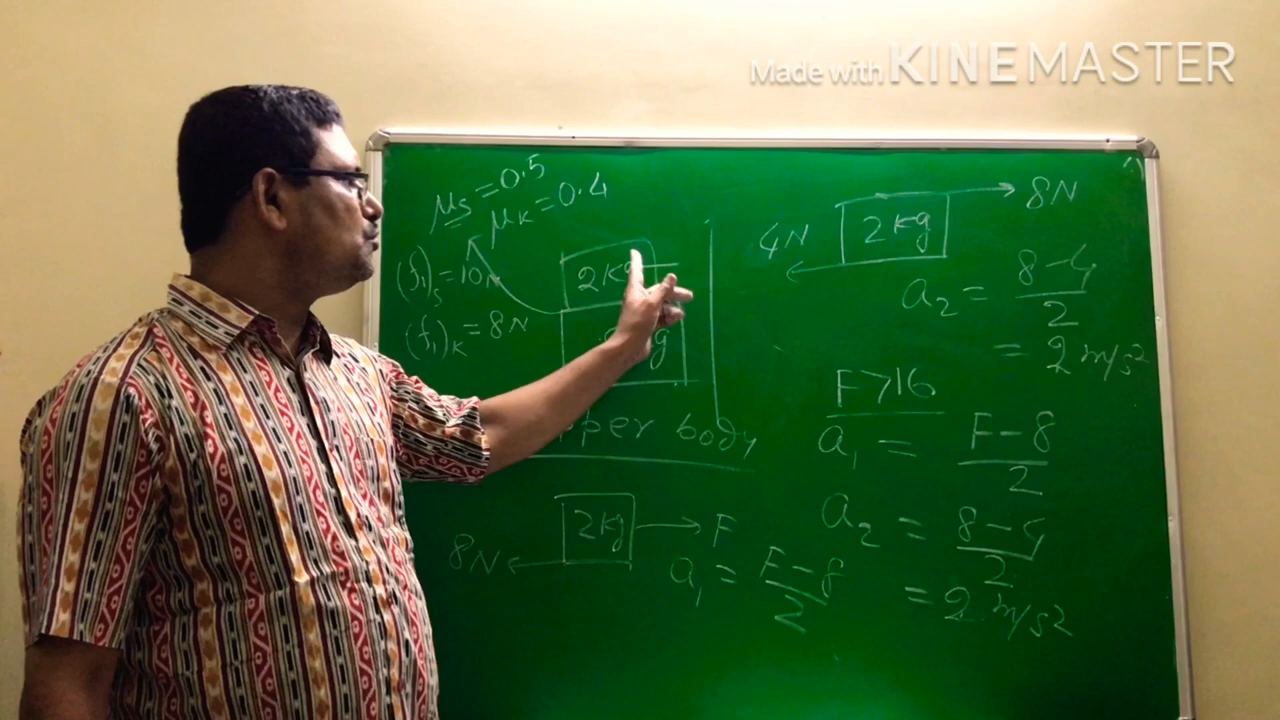 Made with KINEMASTER
μs = 0.5
μK = 0.4
(f1)s = 10N
(f1)K = 8N
2kg
g
pper body
8N
2kg
F
a1 = F-8/2
4N
2kg
8N
a2 = 8-4/2
= 2 m/s²
F>16
a1 = F-8/2
a2 = 8-4/2
= 2 m/s²